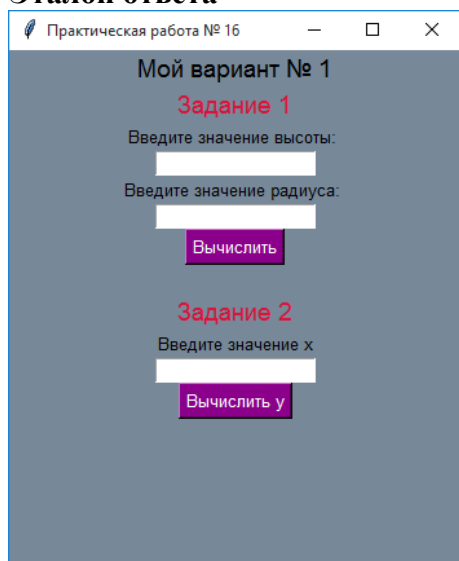 Эталон ответа
Практическая работа № 16
Мой вариант № 1
Задание 1
Введите значение высоты:
Введите значение радиуса:
Вычислить
Задание 2
Введите значение x
Вычислить y